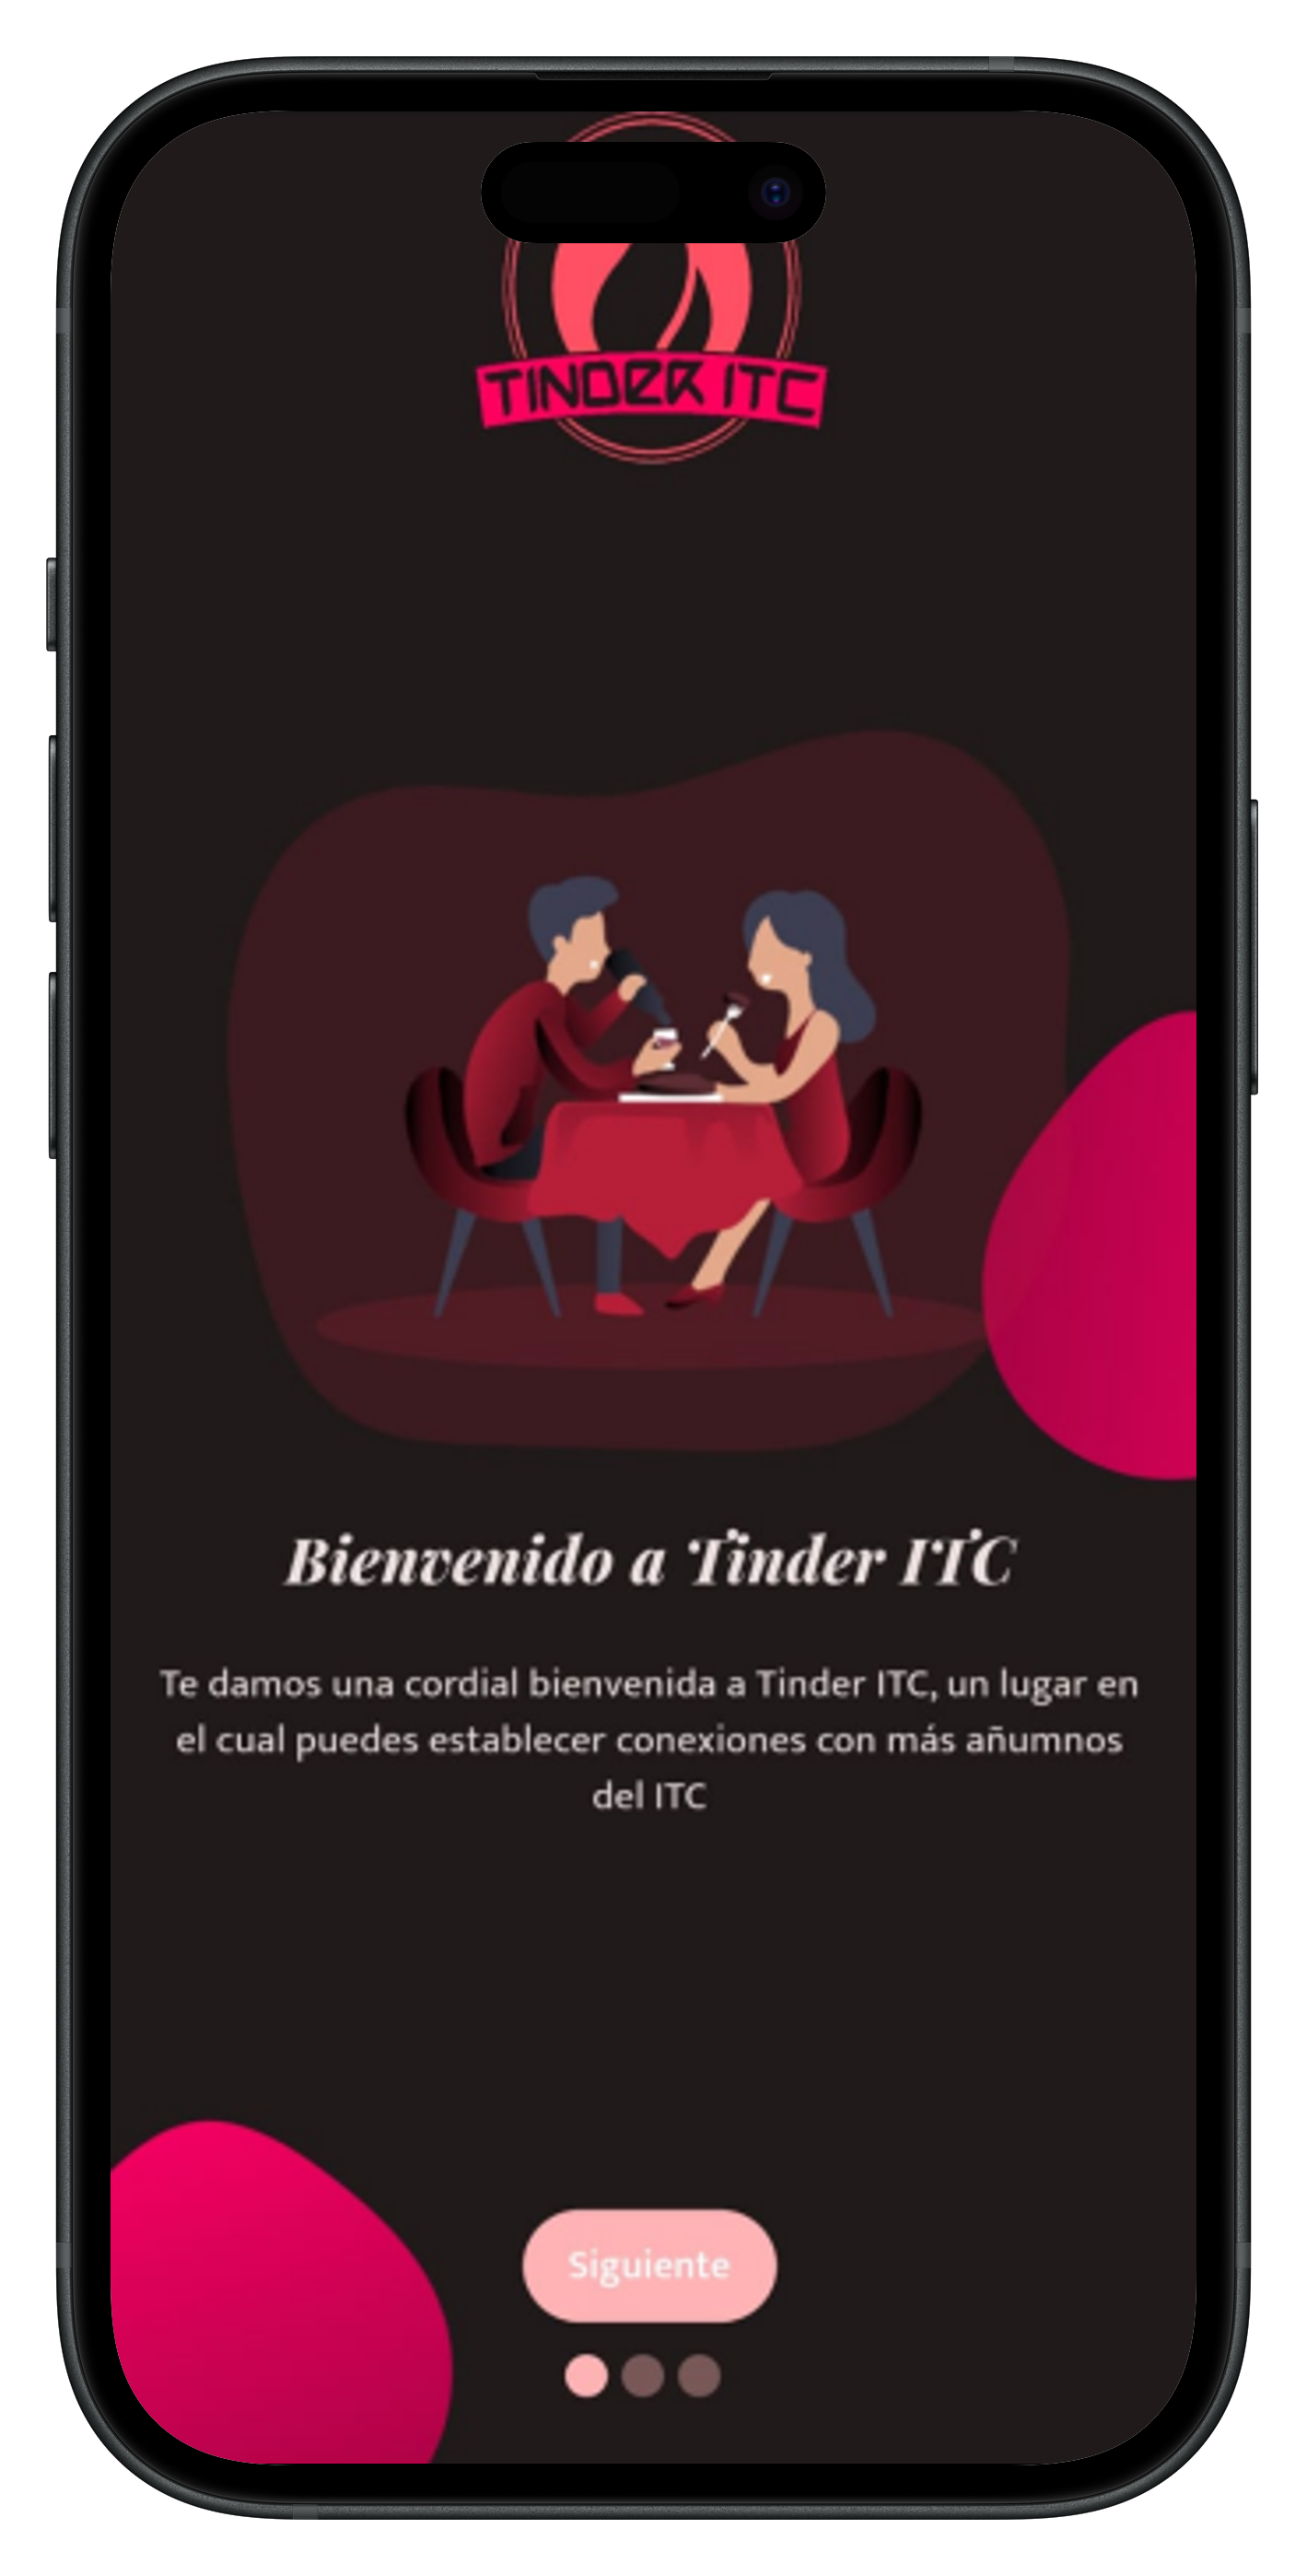 TINDER ITC
Bienvenido a Tinder ITC
Te damos una cordial bienvenida a Tinder ITC, un lugar en
el cual puedes establecer conexiones con más añumnos
del ITC
Siguiente